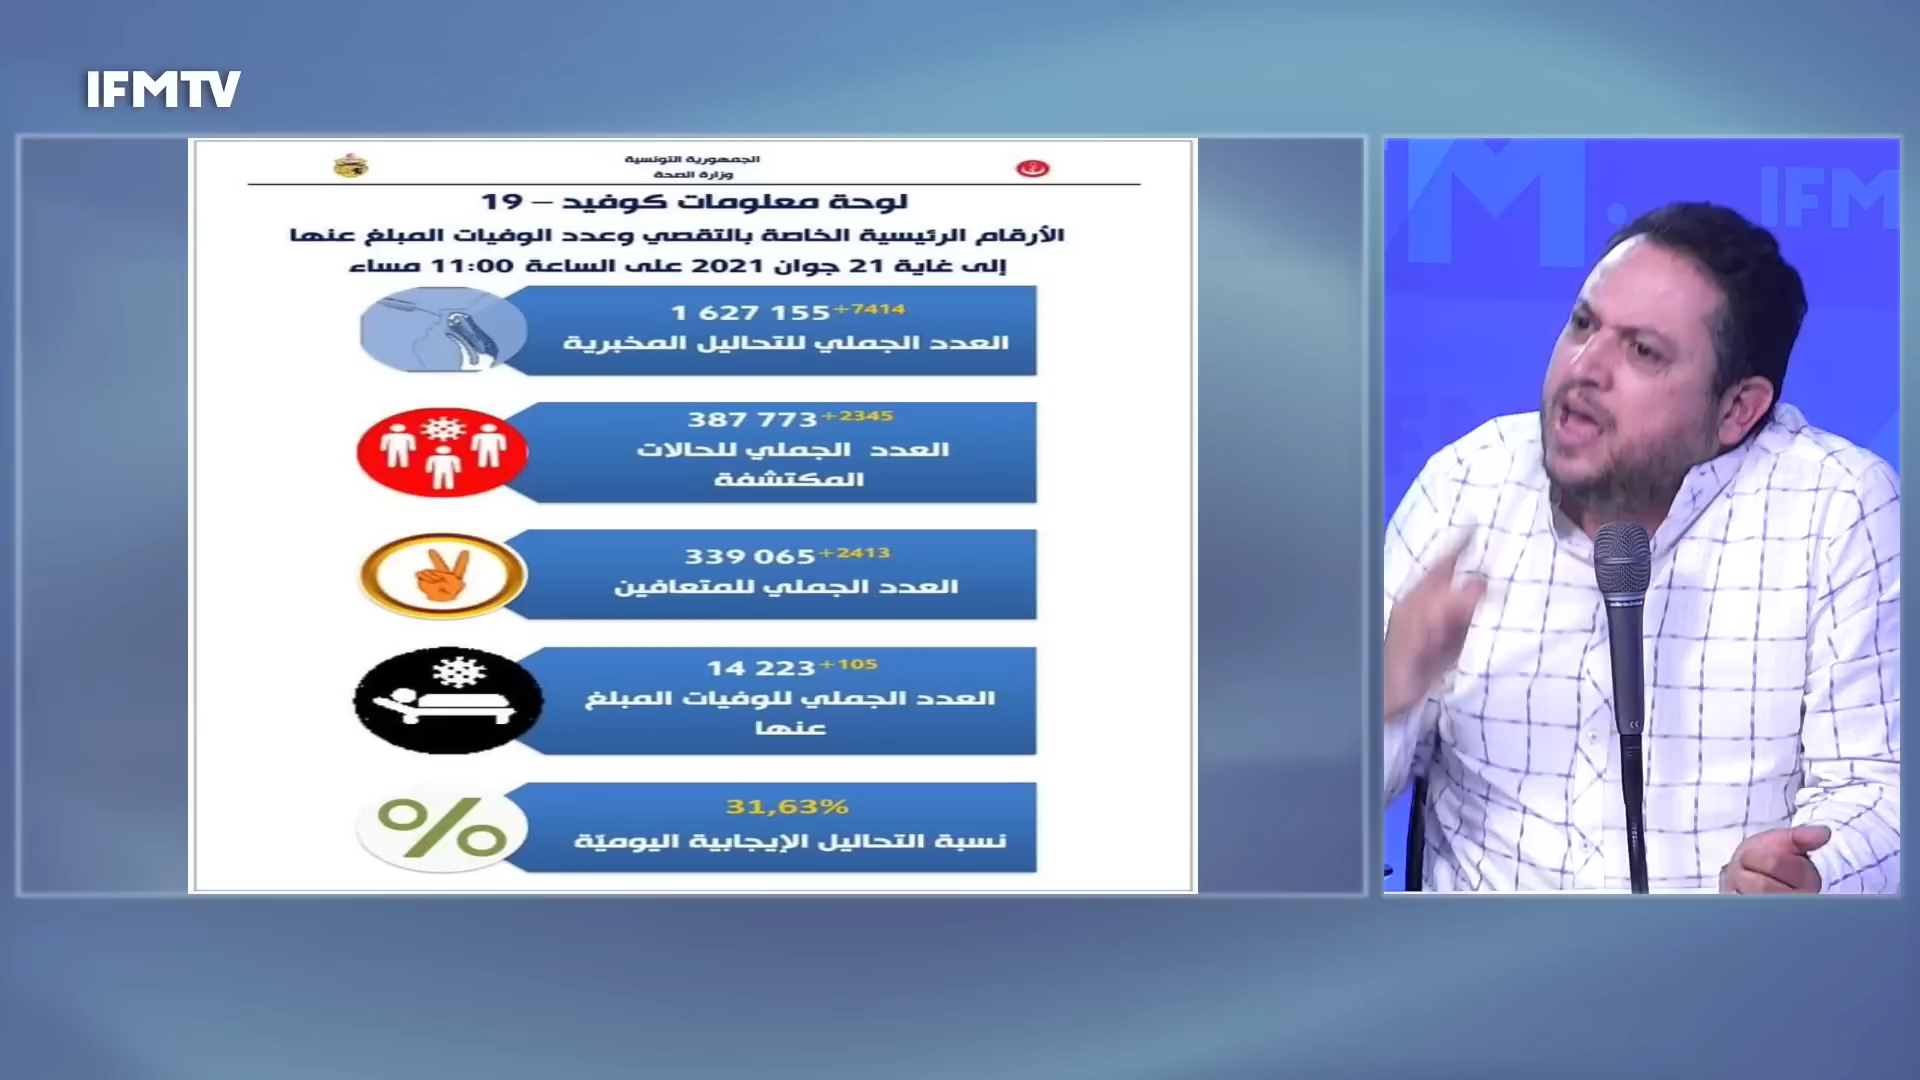 IFMTV
الجمهورية التونسية
وزارة الصحة
لوحة معلومات كوفيد – 19
الأرقام الرئيسية الخاصة بالتقصي وعدد الوفيات المبلغ عنها
إلى غاية 21 جوان 2021 على الساعة 11:00 مساء
1 627 155 +7414
العدد الجملي للتحاليل المخبرية
387 773 +2345
العدد الجملي للحالات
المكتشفة
339 065 +2413
العدد الجملي للمتعافين
14 223 +105
العدد الجملي للوفيات المبلغ
عنها
31,63%
نسبة التحاليل الإيجابية اليوميّة
IFM